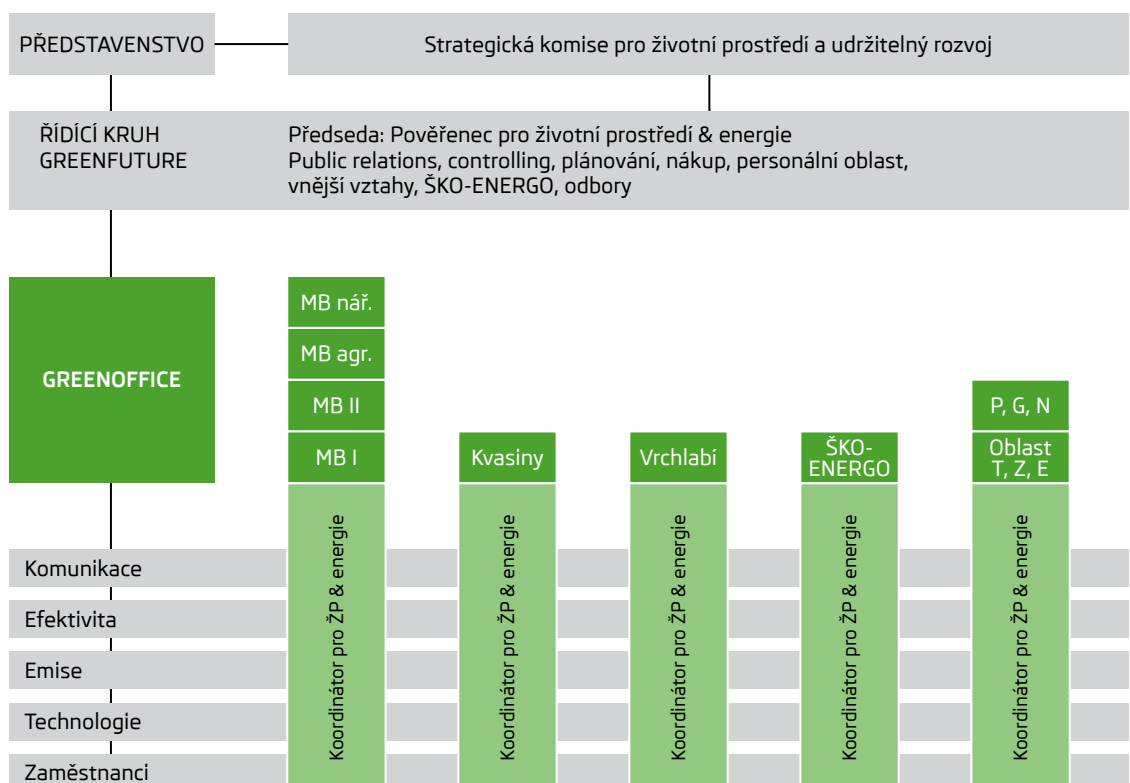 PŘEDSTAVENSTVO
Strategická komise pro životní prostředí a udržitelný rozvoj
ŘÍDÍCÍ KRUH
GREENFUTURE
Předseda: Pověřenec pro životní prostředí & energie
Public relations, controlling, plánování, nákup, personální oblast,
vnější vztahy, ŠKO-ENERGO, odbory
GREENOFFICE
MB nář.
MB agr.
MB II
MB I
Kvasiny
Vrchlabí
ŠKO-
ENERGO
P, G, N
Oblast
T, Z, E
Koordinátor pro ŽP & energie
Koordinátor pro ŽP & energie
Koordinátor pro ŽP & energie
Koordinátor pro ŽP & energie
Koordinátor pro ŽP & energie
Komunikace
Efektivita
Emise
Technologie
Zaměstnanci